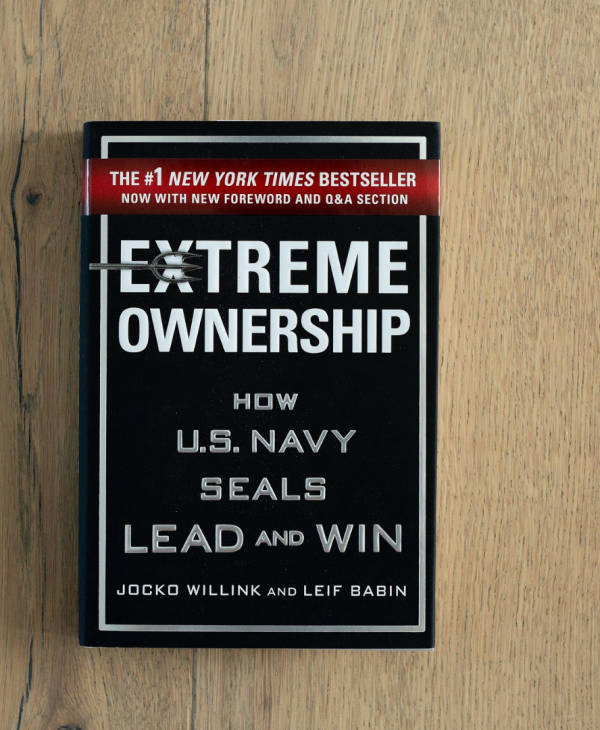 THE #1 NEW YORK TIMES BESTSELLER
NOW WITH NEW FOREWORD AND Q&A SECTION
EXTREME
OWNERSHIP
HOW
U.S. NAVY
SEALS
LEAD AND WIN
JOCKO WILLINK AND LEIF BABIN